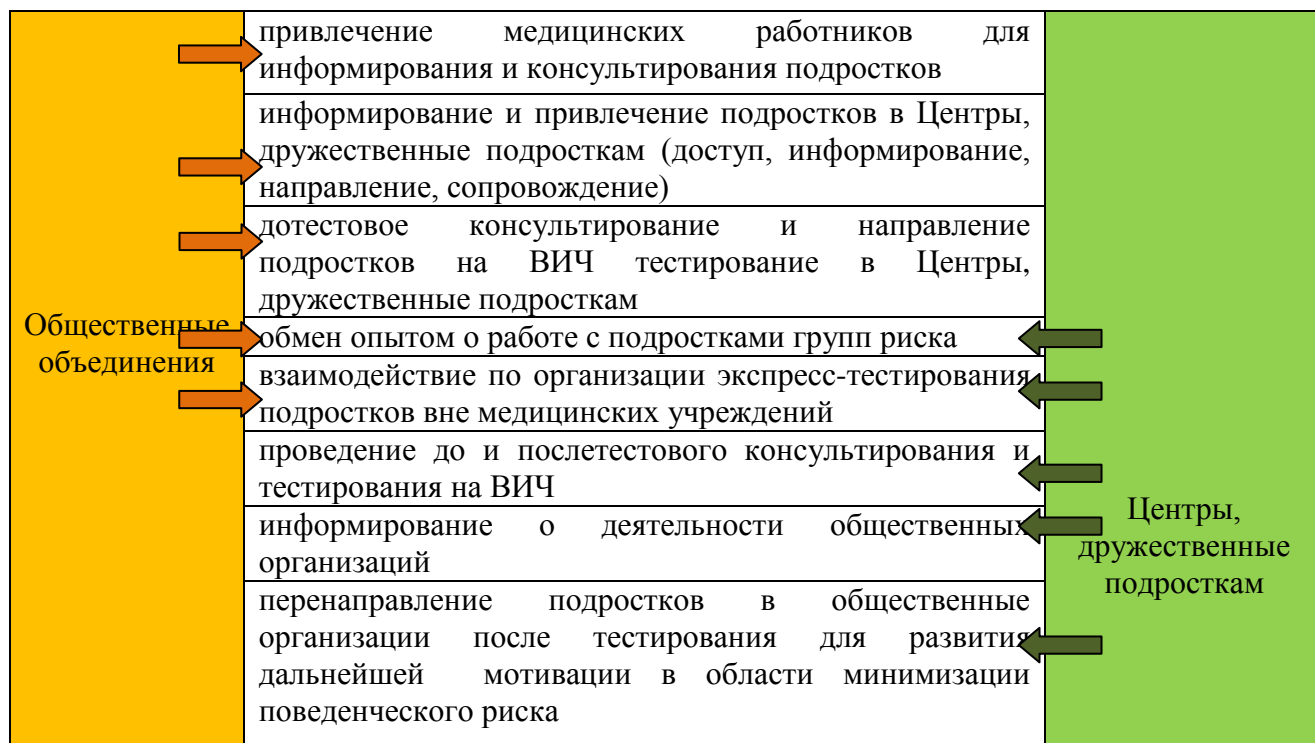 привлечение медицинских работников для
информирования и консультирования подростков
информирование и привлечение подростков в Центры,
дружественные подросткам (доступ, информирование,
направление, сопровождение)
дотестовое консультирование и направление
подростков на ВИЧ тестирование в Центры,
дружественные подросткам
Общественные
объединения
обмен опытом о работе с подростками групп риска
взаимодействие по организации экспресс-тестирования
подростков вне медицинских учреждений
проведение до и послетестового консультирования и
тестирования на ВИЧ
информирование о деятельности общественных
организаций
Центры,
дружественные
подросткам
перенаправление подростков в общественные
организации после тестирования для развития
дальнейшей мотивации в области минимизации
поведенческого риска